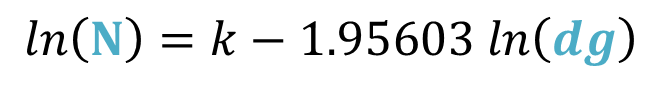 ln(N) = k − 1.95603 ln(dg)